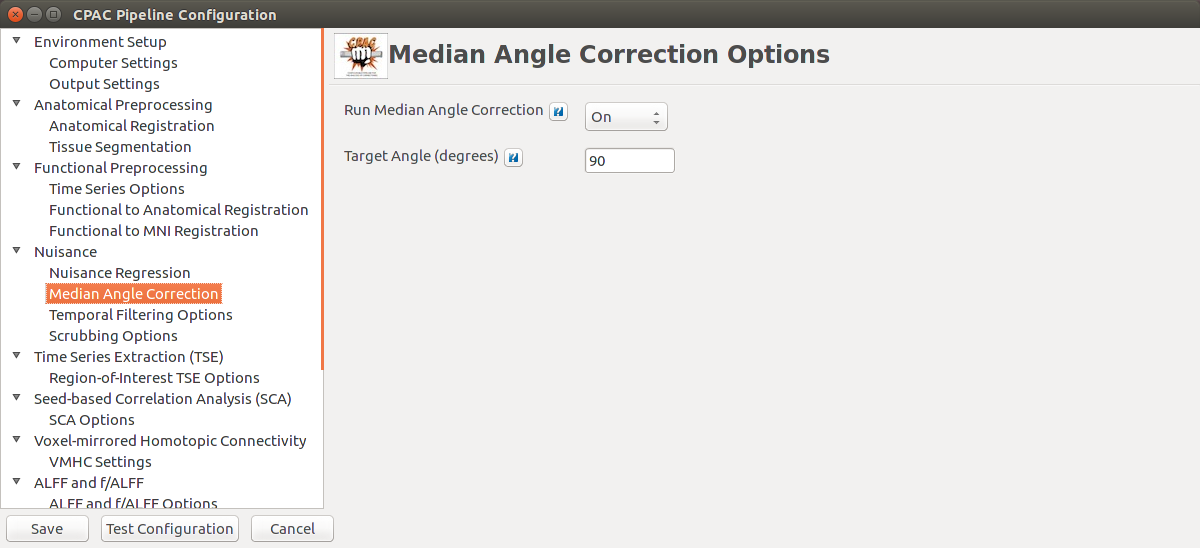 CPAC Pipeline Configuration
Environment Setup
Computer Settings
Output Settings
Anatomical Preprocessing
Anatomical Registration
Tissue Segmentation
Functional Preprocessing
Time Series Options
Functional to Anatomical Registration
Functional to MNI Registration
Nuisance
Nuisance Regression
Median Angle Correction
Temporal Filtering Options
Scrubbing Options
Time Series Extraction (TSE)
Region-of-Interest TSE Options
Seed-based Correlation Analysis (SCA)
SCA Options
Voxel-mirrored Homotopic Connectivity
VMHC Settings
ALFF and f/ALFF
ALFF and f/ALFF Options
Save Test Configuration Cancel
CPAC
Median Angle Correction Options
Run Median Angle Correction ? On
Target Angle (degrees) ? 90